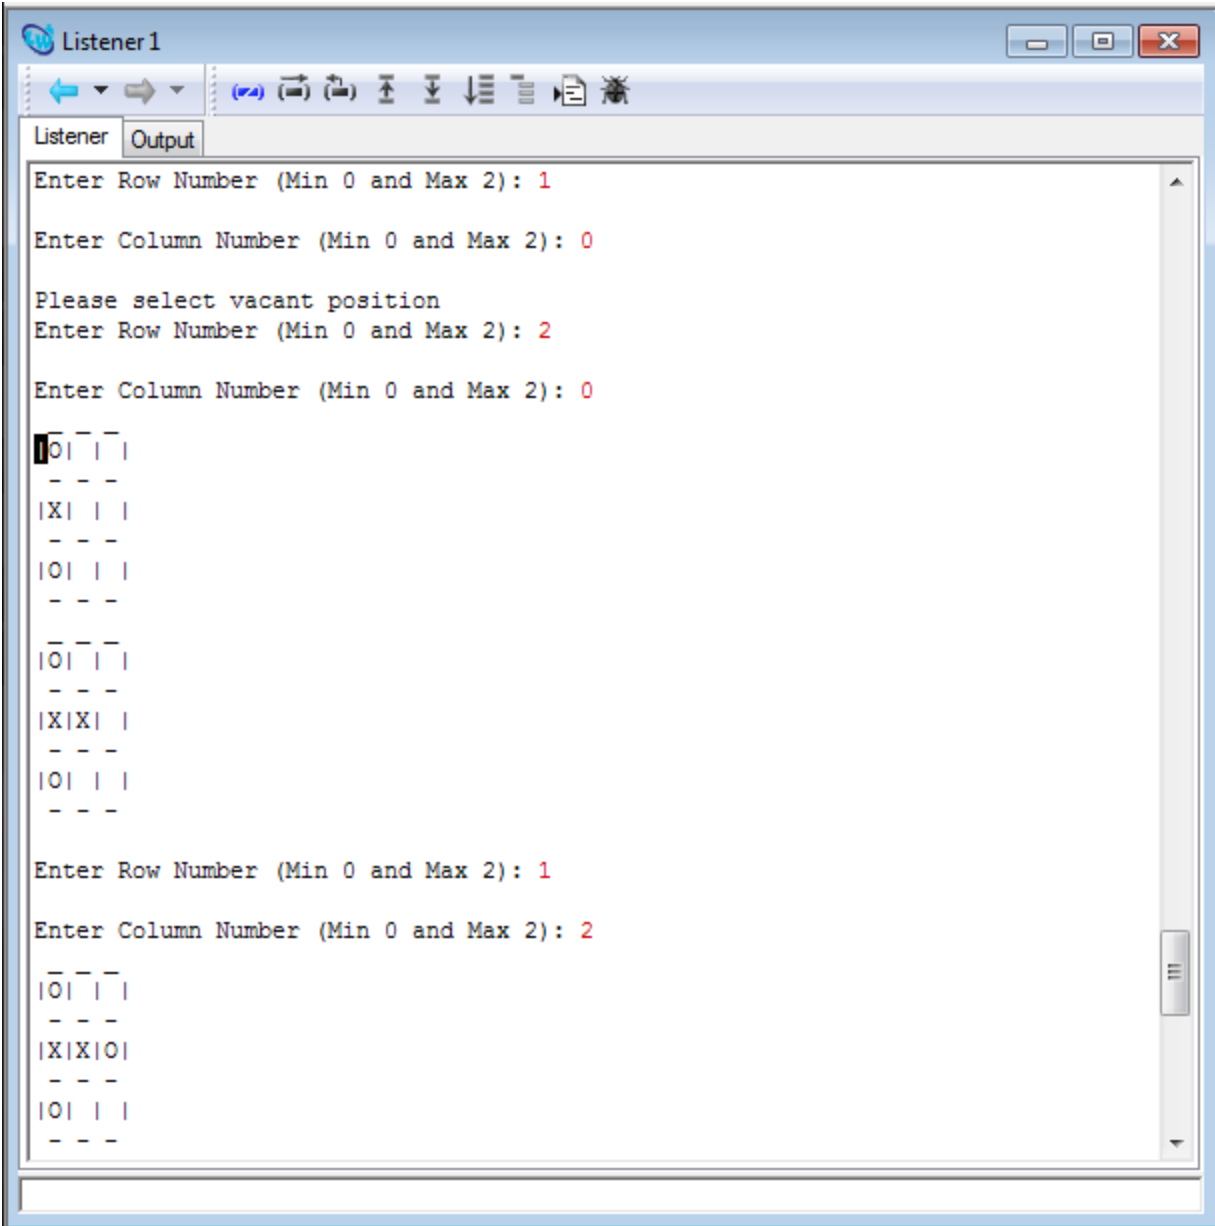 Listener 1
Listener Output
Enter Row Number (Min 0 and Max 2): 1
Enter Column Number (Min 0 and Max 2): 0
Please select vacant position
Enter Row Number (Min 0 and Max 2): 2
Enter Column Number (Min 0 and Max 2): 0
 _ _ _
|O| | |
 - - -
|X| | |
 - - -
|O| | |
 - - -
 _ _ _
|O| | |
 - - -
|X|X| |
 - - -
|O| | |
 - - -
Enter Row Number (Min 0 and Max 2): 1
Enter Column Number (Min 0 and Max 2): 2
 _ _ _
|O| | |
 - - -
|X|X|O|
 - - -
|O| | |
 - - -